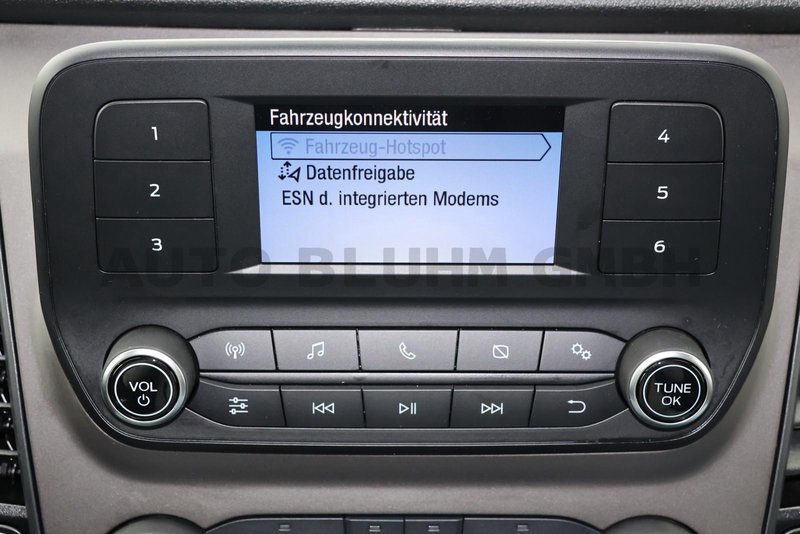 Fahrzeugkonnektivität
Fahrzeug-Hotspot
Datenfreigabe
ESN d. integrierten Modems
1
2
3
4
5
6
AUTO BLUHM GMBH
VOL
TUNE
OK